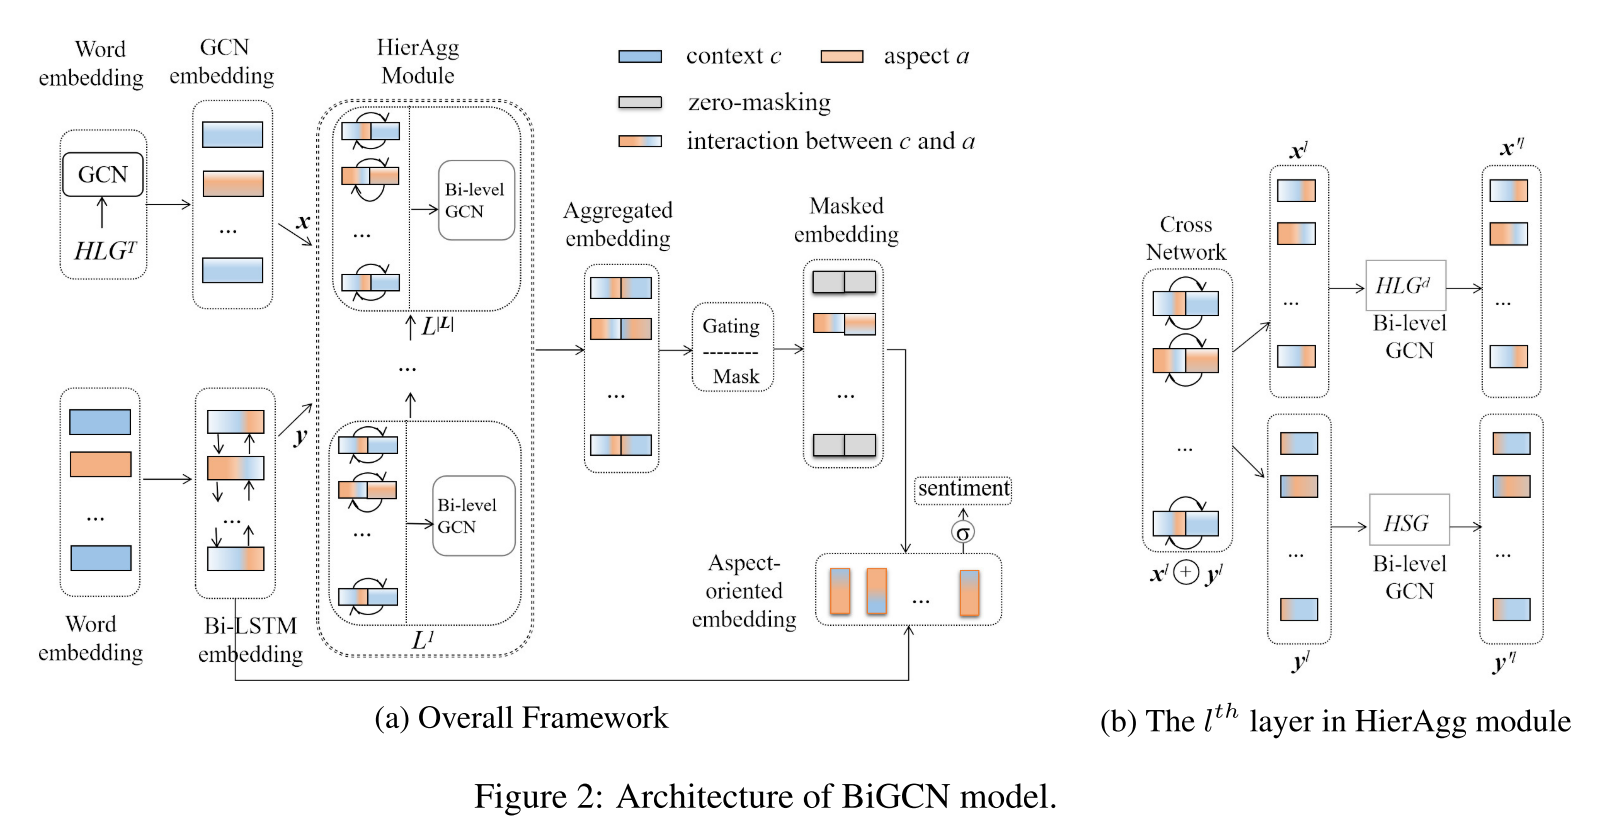 Word
embedding
GCN
embedding
HierAgg
Module
context c
aspect a
zero-masking
interaction between c and a
GCN
HLG^T
...
x
Bi-level
GCN
...
L^|L|
...
y
Bi-level
GCN
...
L^1
...
...
Word
embedding
Bi-LSTM
embedding
Aggregated
embedding
...
Gating
--------
Mask
Masked
embedding
...
sentiment
σ
Aspect-
oriented
embedding
...
(a) Overall Framework
Cross
Network
...
x^l + y^l
x^l
...
HLG^d
Bi-level
GCN
x'^l
...
...
y^l
HSG
Bi-level
GCN
...
y'^l
(b) The l^th layer in HierAgg module
Figure 2: Architecture of BiGCN model.